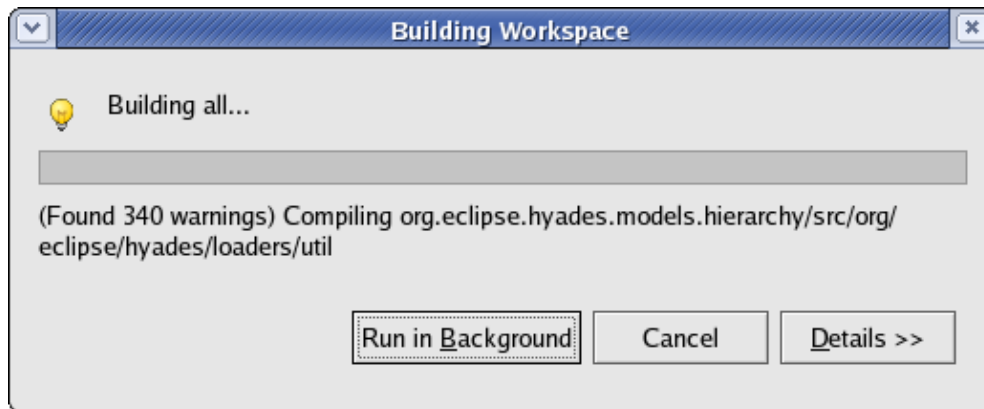 Building Workspace
Building all...
(Found 340 warnings) Compiling org.eclipse.hyades.models.hierarchy/src/org/
eclipse/hyades/loaders/util
Run in Background
Cancel
Details >>